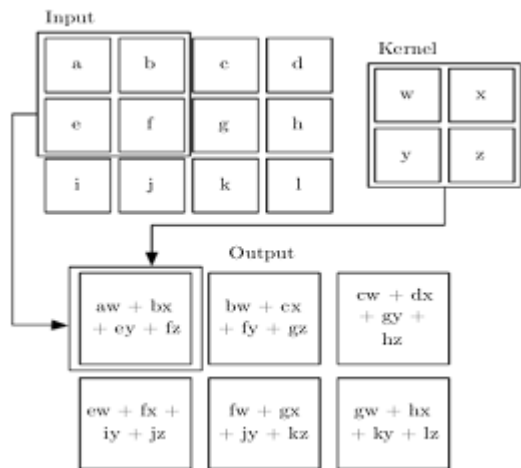 Input
a b c d
Kernel
w x
e f g h
y z
i j k l
Output
aw + bx
+ ey + fz
bw + cx
+ fy + gz
cw + dx
+ gy +
hz
ew + fx +
iy + jz
fw + gx
+ jy + kz
gw + hx
+ ky + lz